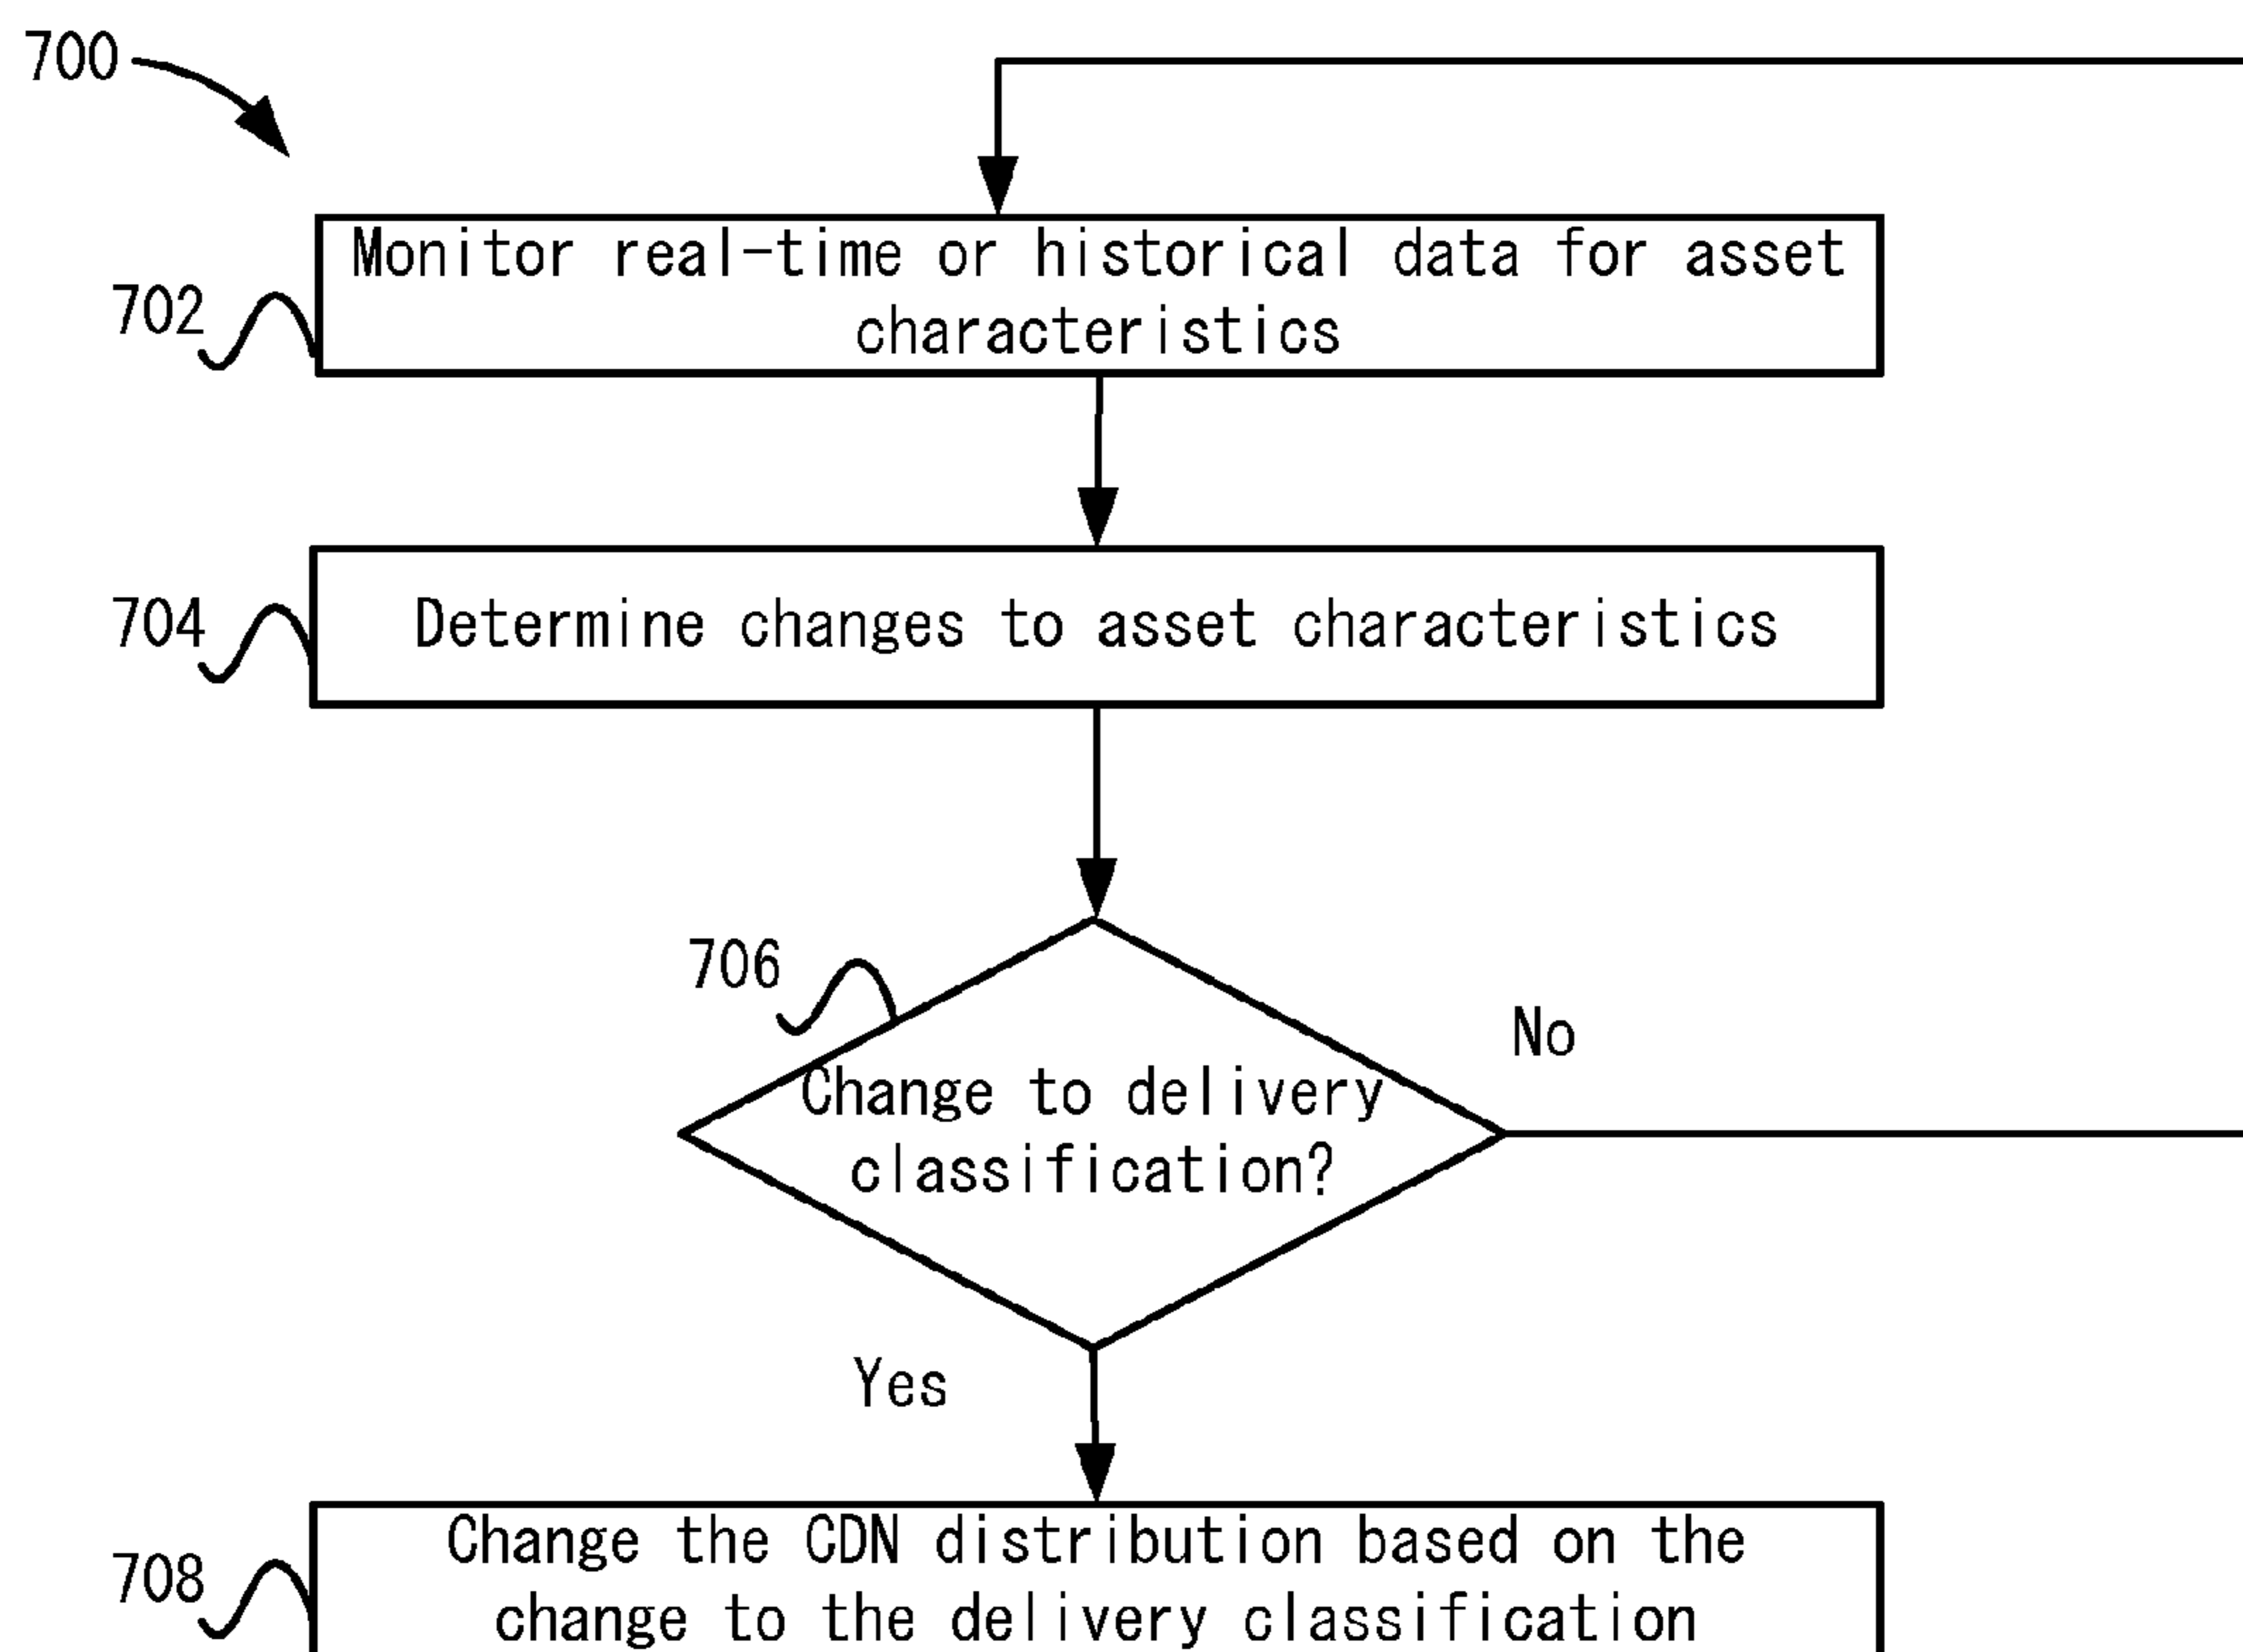 700
Monitor real-time or historical data for asset
characteristics
702
Determine changes to asset characteristics
704
706
Change to delivery
classification?
No
Yes
Change the CDN distribution based on the
change to the delivery classification
708